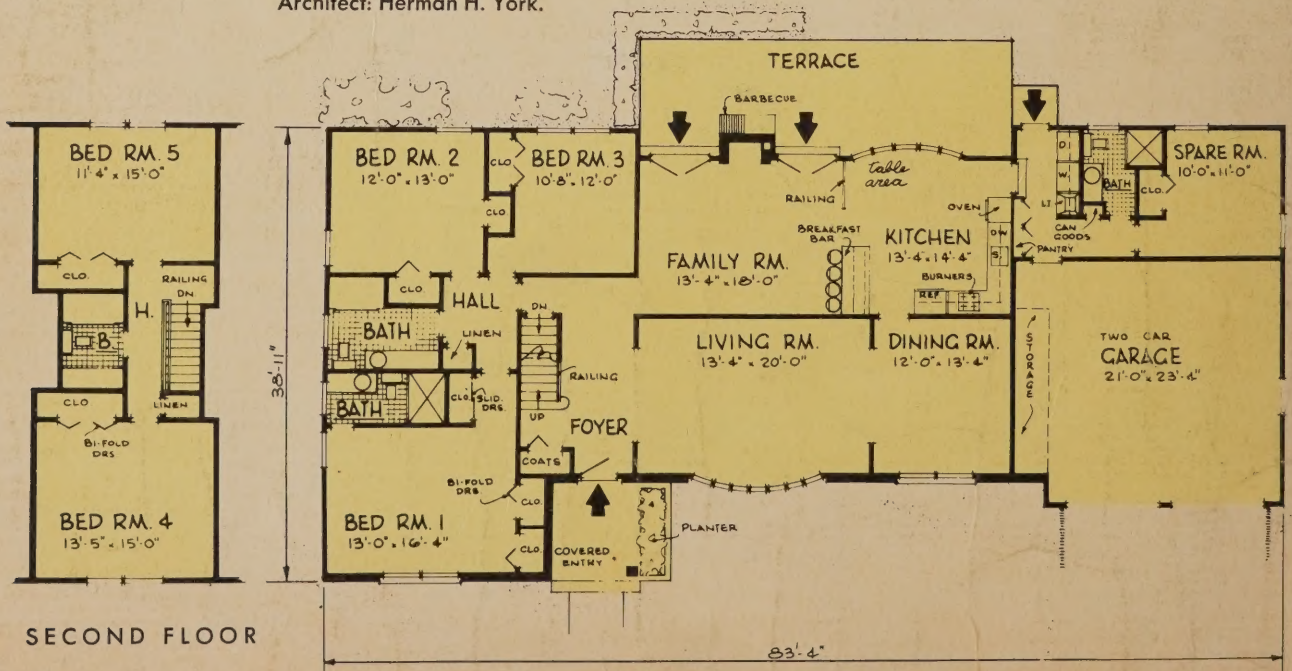 Architect: Herman H. York.
BED RM. 5
11'-4" x 15'-0"
CLO.
RAILING
DN
H.
B.
CLO
LINEN
BI-FOLD
DRS
BED RM. 4
13'-5" x 15'-0"
SECOND FLOOR
38'-11"
BED RM. 2
12'-0" x 13'-0"
CLO
BED RM. 3
10'-8" x 12'-0"
CLO
CLO.
HALL
BATH
LINEN
BATH
CLO.
SLID.
DRS.
DN
RAILING
UP
FOYER
COATS
BI-FOLD
DRS.
CLO.
CLO.
BED RM. 1
13'-0" x 16'-4"
COVERED
ENTRY
PLANTER
TERRACE
BARBECUE
RAILING
table
area
BREAKFAST
BAR
FAMILY RM.
13'-4" x 18'-0"
KITCHEN
13'-4" x 14'-4"
OVEN
DW
S.
BURNERS
REF
PANTRY
CAN
GOODS
D
W.
LT
BATH
CLO.
SPARE RM.
10'-0" x 11'-0"
LIVING RM.
13'-4" x 20'-0"
DINING RM.
12'-0" x 13'-4"
STORAGE
TWO CAR
GARAGE
21'-0" x 23'-4"
83'-4"